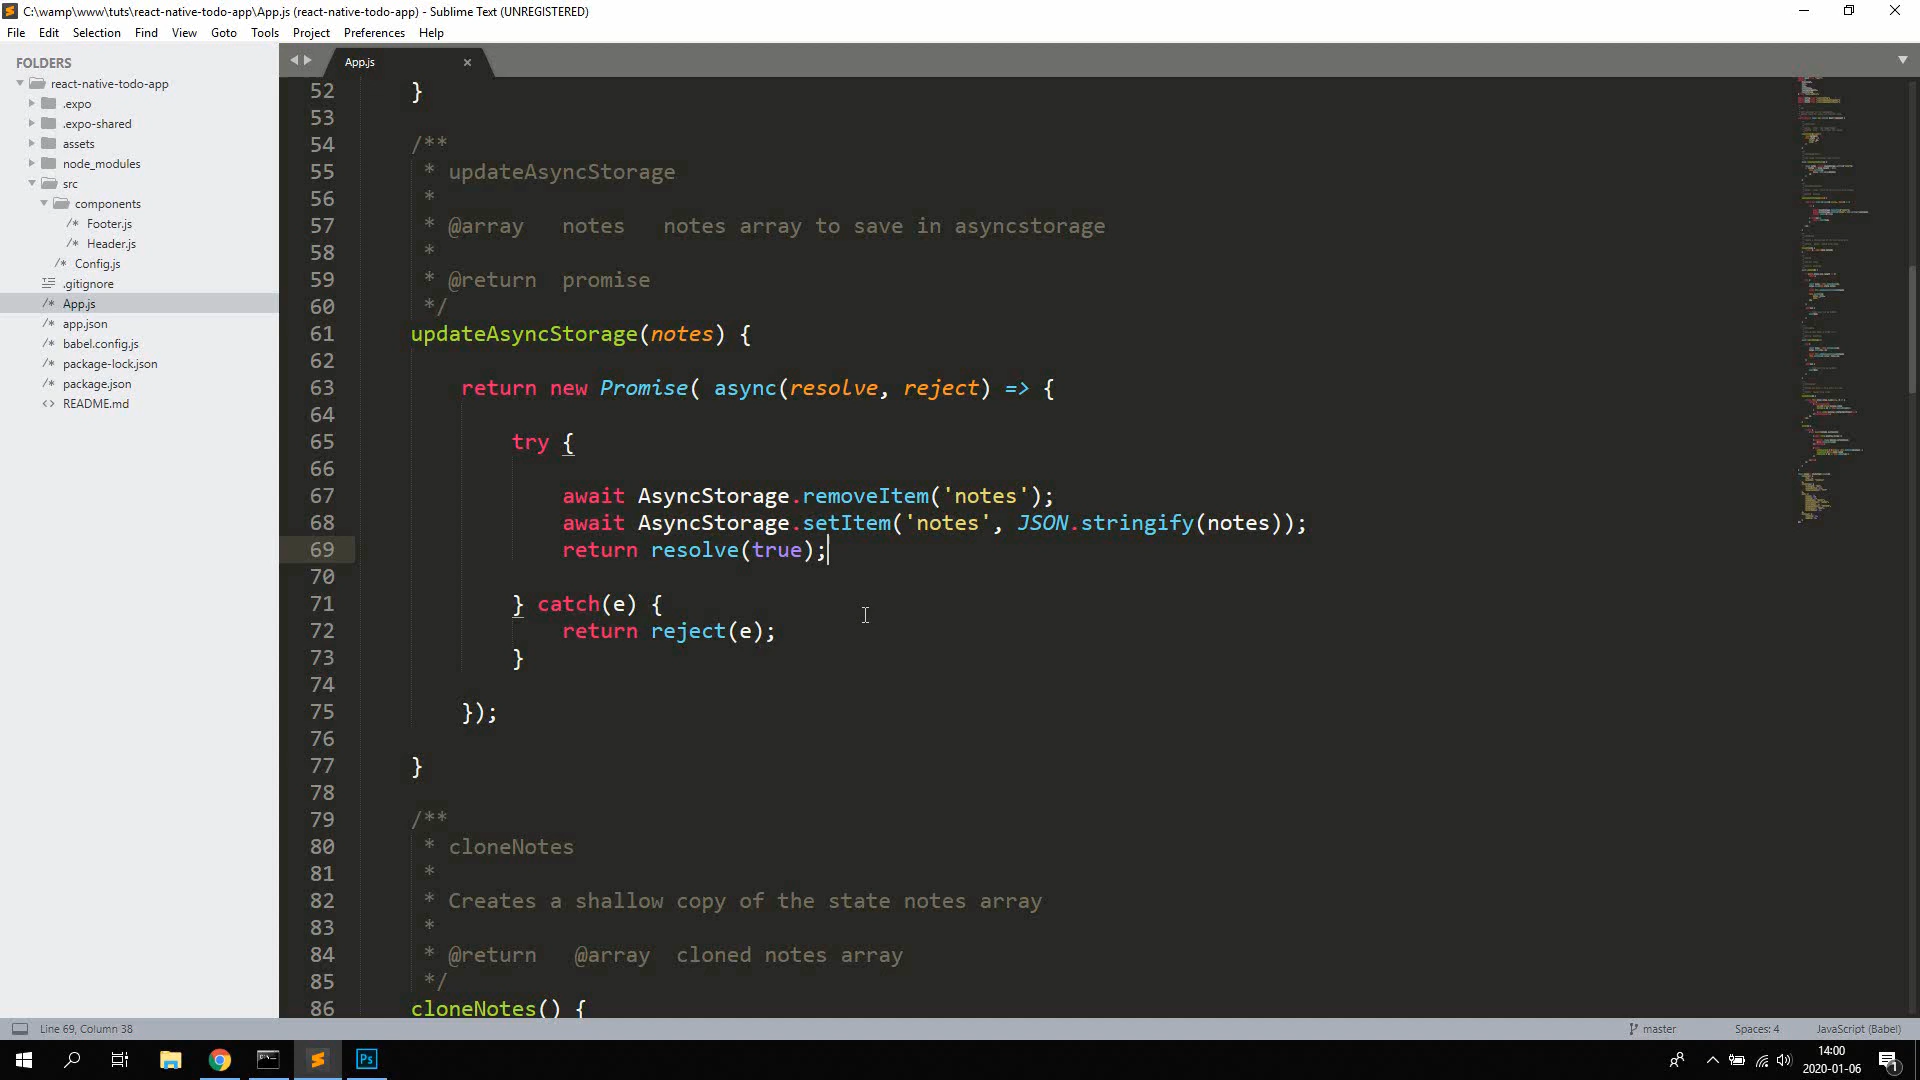 C:\wamp\www\tuts\react-native-todo-app\App.js (react-native-todo-app) - Sublime Text (UNREGISTERED)
File Edit Selection Find View Goto Tools Project Preferences Help
FOLDERS
react-native-todo-app
.expo
.expo-shared
assets
node_modules
src
components
/* Footer.js
/* Header.js
/* Config.js
.gitignore
/* App.js
/* app.json
/* babel.config.js
/* package-lock.json
/* package.json
<> README.md
App.js
52 }
53
54 /**
55 * updateAsyncStorage
56 *
57 * @array notes notes array to save in asyncstorage
58 *
59 * @return promise
60 */
61 updateAsyncStorage(notes) {
62
63 return new Promise( async(resolve, reject) => {
64
65 try {
66
67 await AsyncStorage.removeItem('notes');
68 await AsyncStorage.setItem('notes', JSON.stringify(notes));
69 return resolve(true);
70
71 } catch(e) {
72 return reject(e);
73 }
74
75 });
76
77 }
78
79 /**
80 * cloneNotes
81 *
82 * Creates a shallow copy of the state notes array
83 *
84 * @return @array cloned notes array
85 */
86 cloneNotes() {
Line 69, Column 38
master
Spaces: 4
JavaScript (Babel)
Ps
14:00
2020-01-06
1